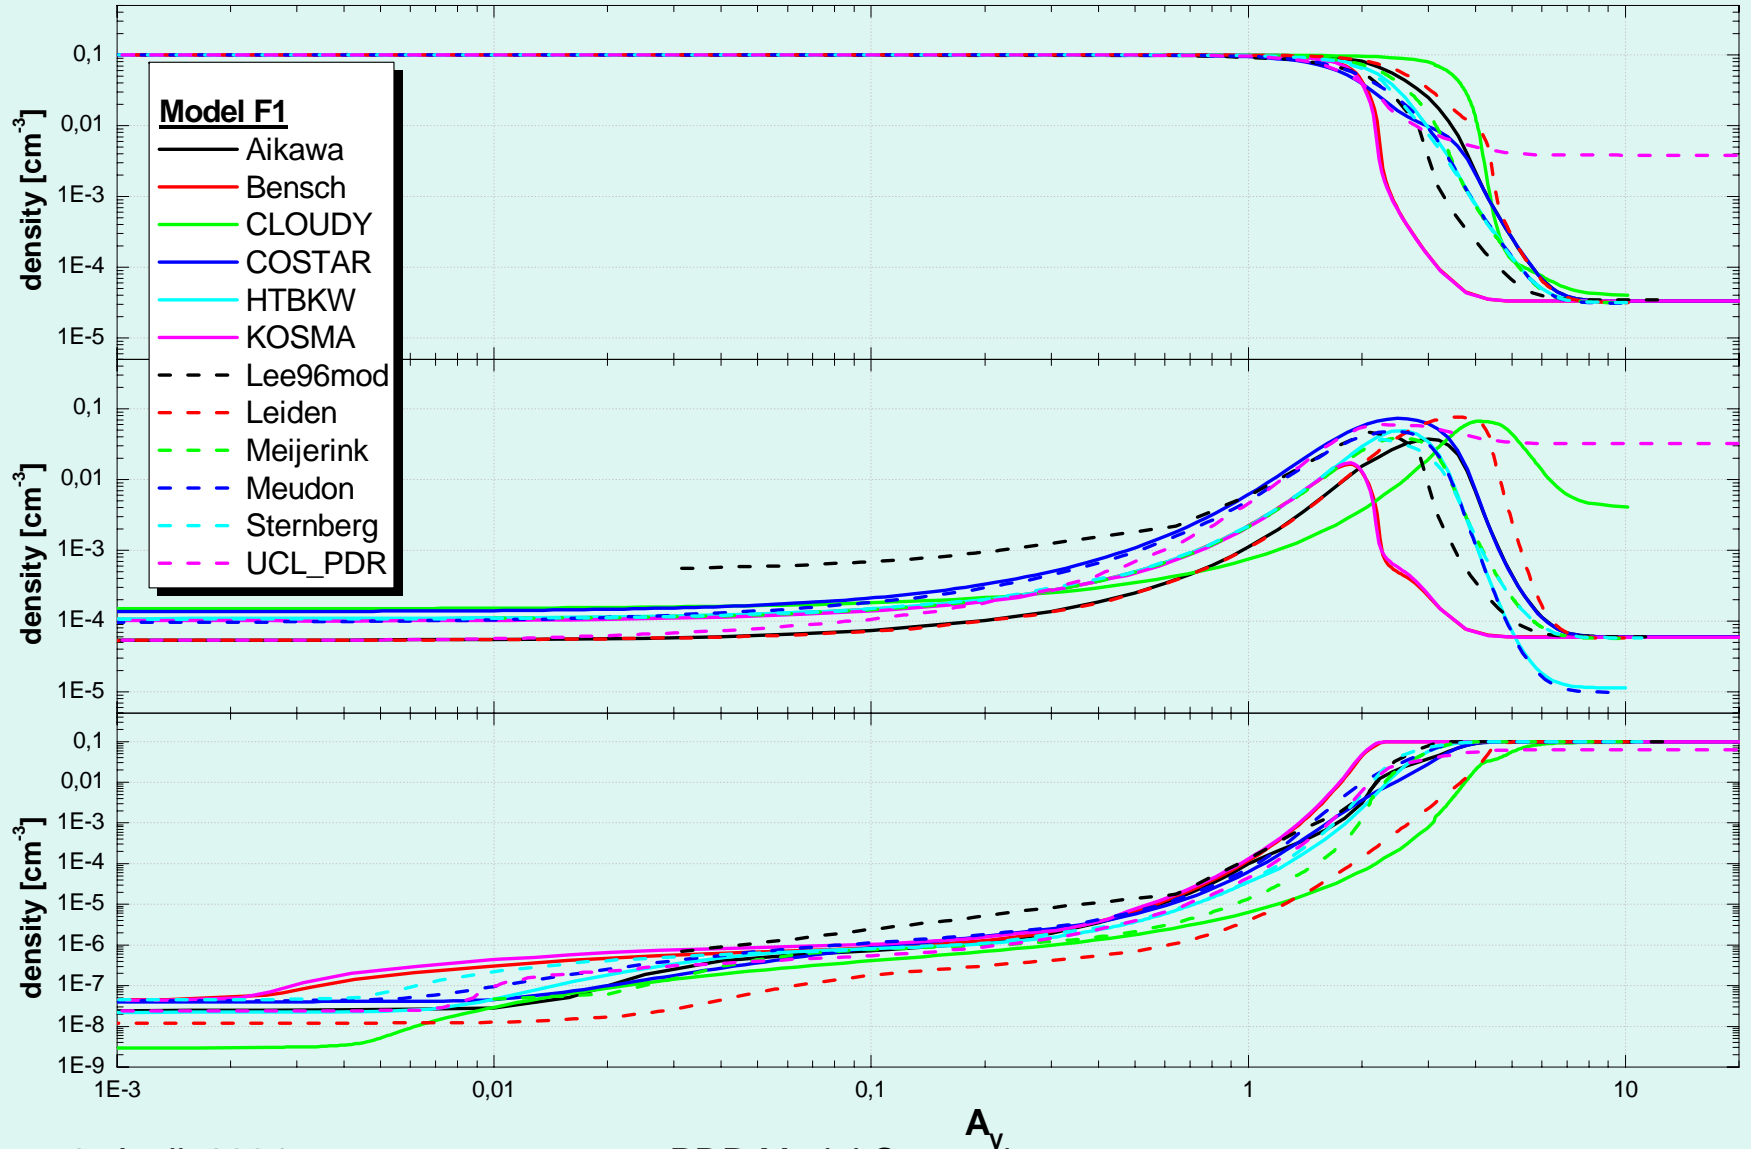 0,1
0,01
1E-3
1E-4
1E-5
density [cm-3]
Model F1
Aikawa
Bensch
CLOUDY
COSTAR
HTBKW
KOSMA
Lee96mod
Leiden
Meijerink
Meudon
Sternberg
UCL_PDR
0,1
0,01
1E-3
1E-4
1E-5
density [cm-3]
0,1
0,01
1E-3
1E-4
1E-5
1E-6
1E-7
1E-8
1E-9
density [cm-3]
1E-3 0,01 0,1 1 10
Av
PDR Model